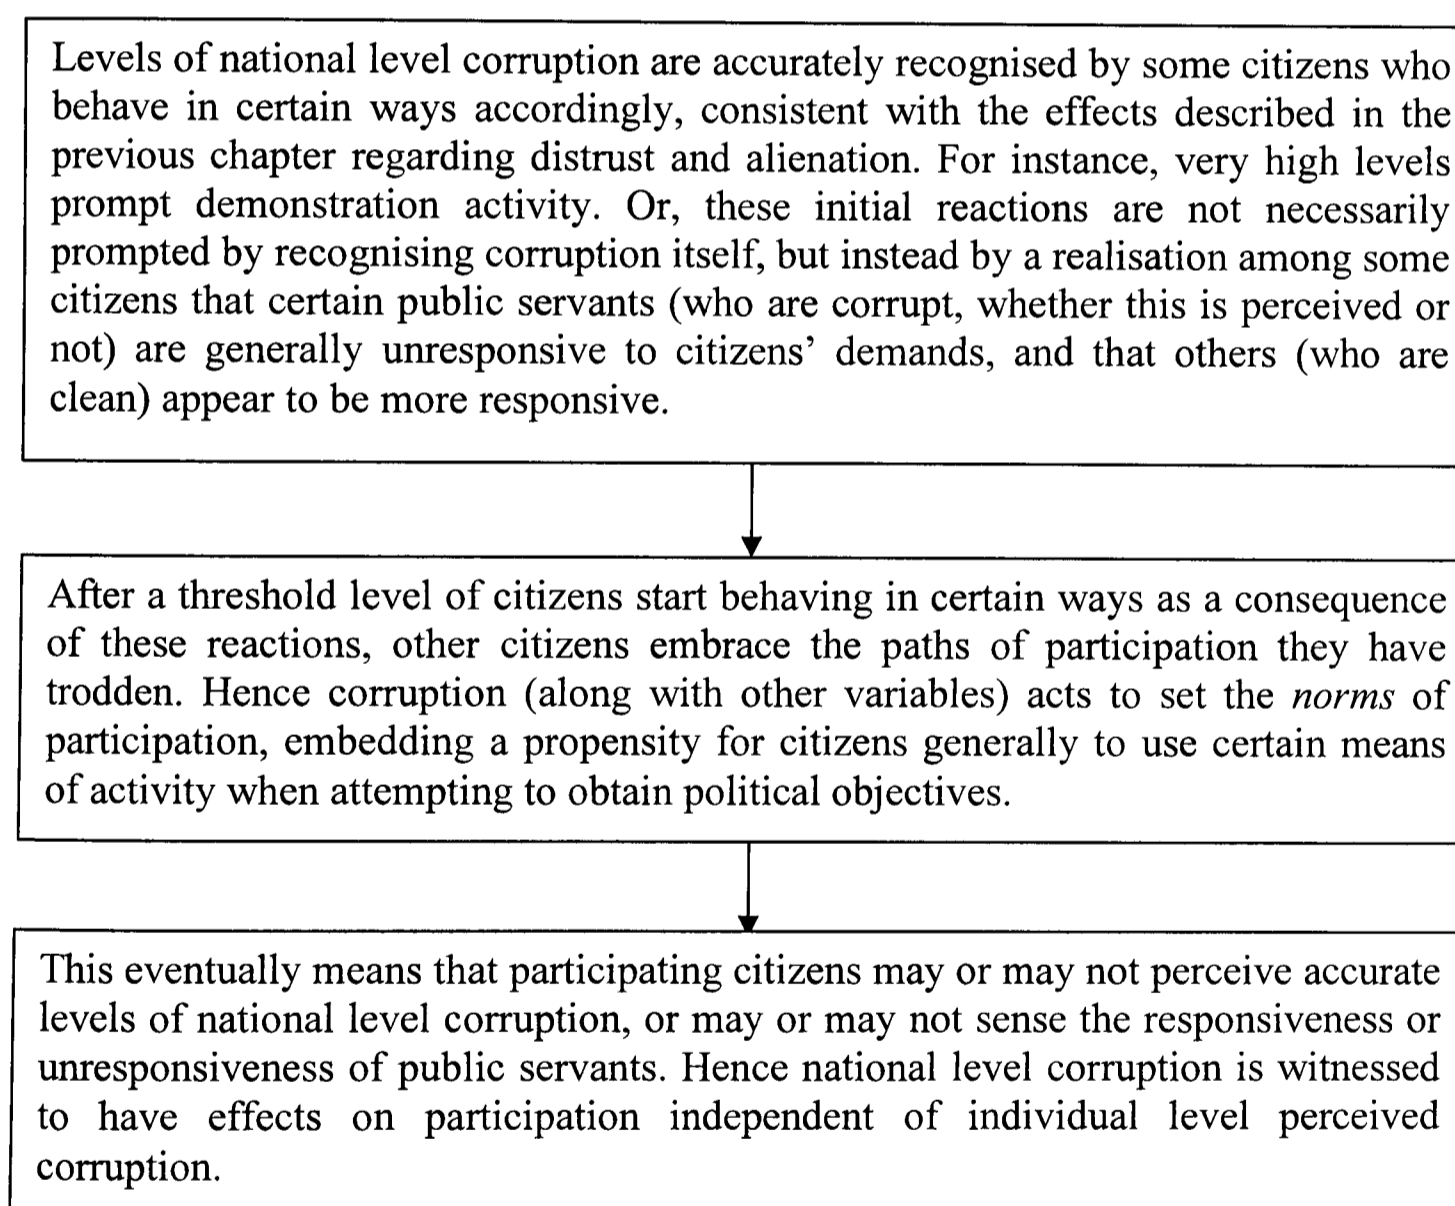 Levels of national level corruption are accurately recognised by some citizens who
behave in certain ways accordingly, consistent with the effects described in the
previous chapter regarding distrust and alienation. For instance, very high levels
prompt demonstration activity. Or, these initial reactions are not necessarily
prompted by recognising corruption itself, but instead by a realisation among some
citizens that certain public servants (who are corrupt, whether this is perceived or
not) are generally unresponsive to citizens’ demands, and that others (who are
clean) appear to be more responsive.
After a threshold level of citizens start behaving in certain ways as a consequence
of these reactions, other citizens embrace the paths of participation they have
trodden. Hence corruption (along with other variables) acts to set the norms of
participation, embedding a propensity for citizens generally to use certain means
of activity when attempting to obtain political objectives.
This eventually means that participating citizens may or may not perceive accurate
levels of national level corruption, or may or may not sense the responsiveness or
unresponsiveness of public servants. Hence national level corruption is witnessed
to have effects on participation independent of individual level perceived
corruption.